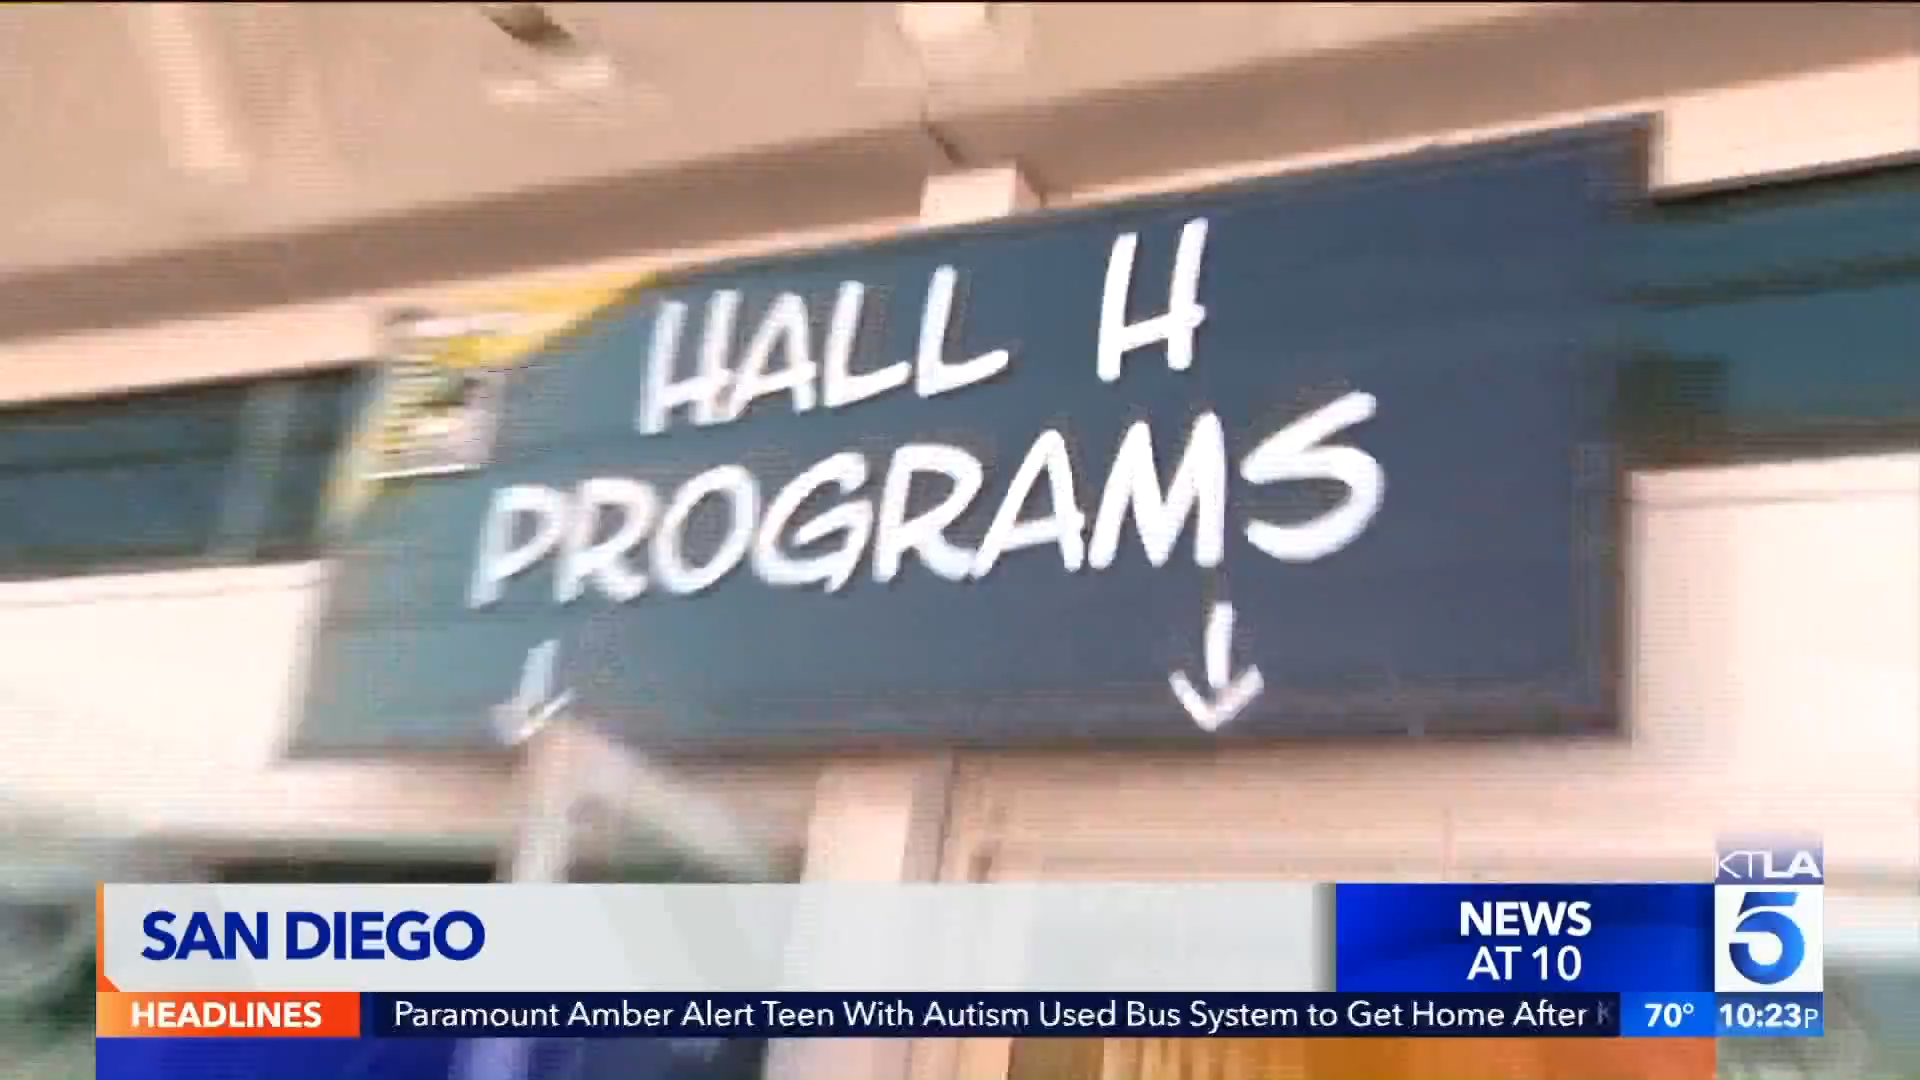 HALL H
PROGRAMS
SAN DIEGO
NEWS
AT 10
KTLA
5
HEADLINES
Paramount Amber Alert Teen With Autism Used Bus System to Get Home After
70°
10:23P